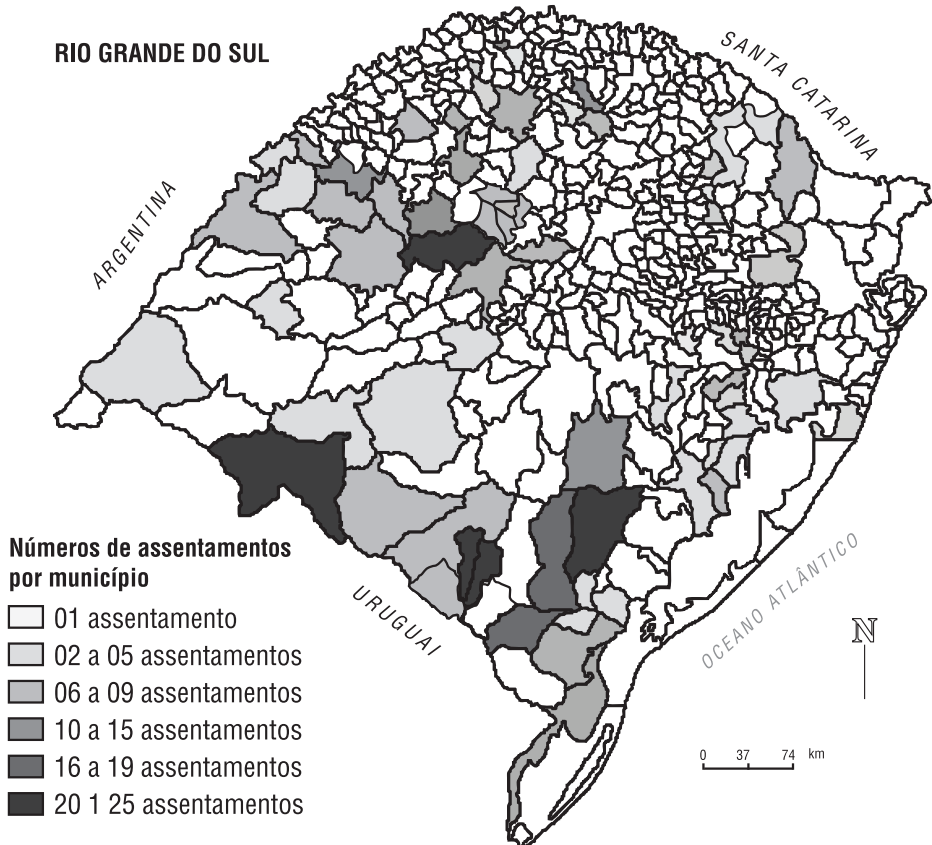 RIO GRANDE DO SUL
SANTA CATARINA
ARGENTINA
Números de assentamentos
por município
01 assentamento
02 a 05 assentamentos
06 a 09 assentamentos
10 a 15 assentamentos
16 a 19 assentamentos
20 1 25 assentamentos
URUGUAI
OCEANO ATLÂNTICO
N
0 37 74 km